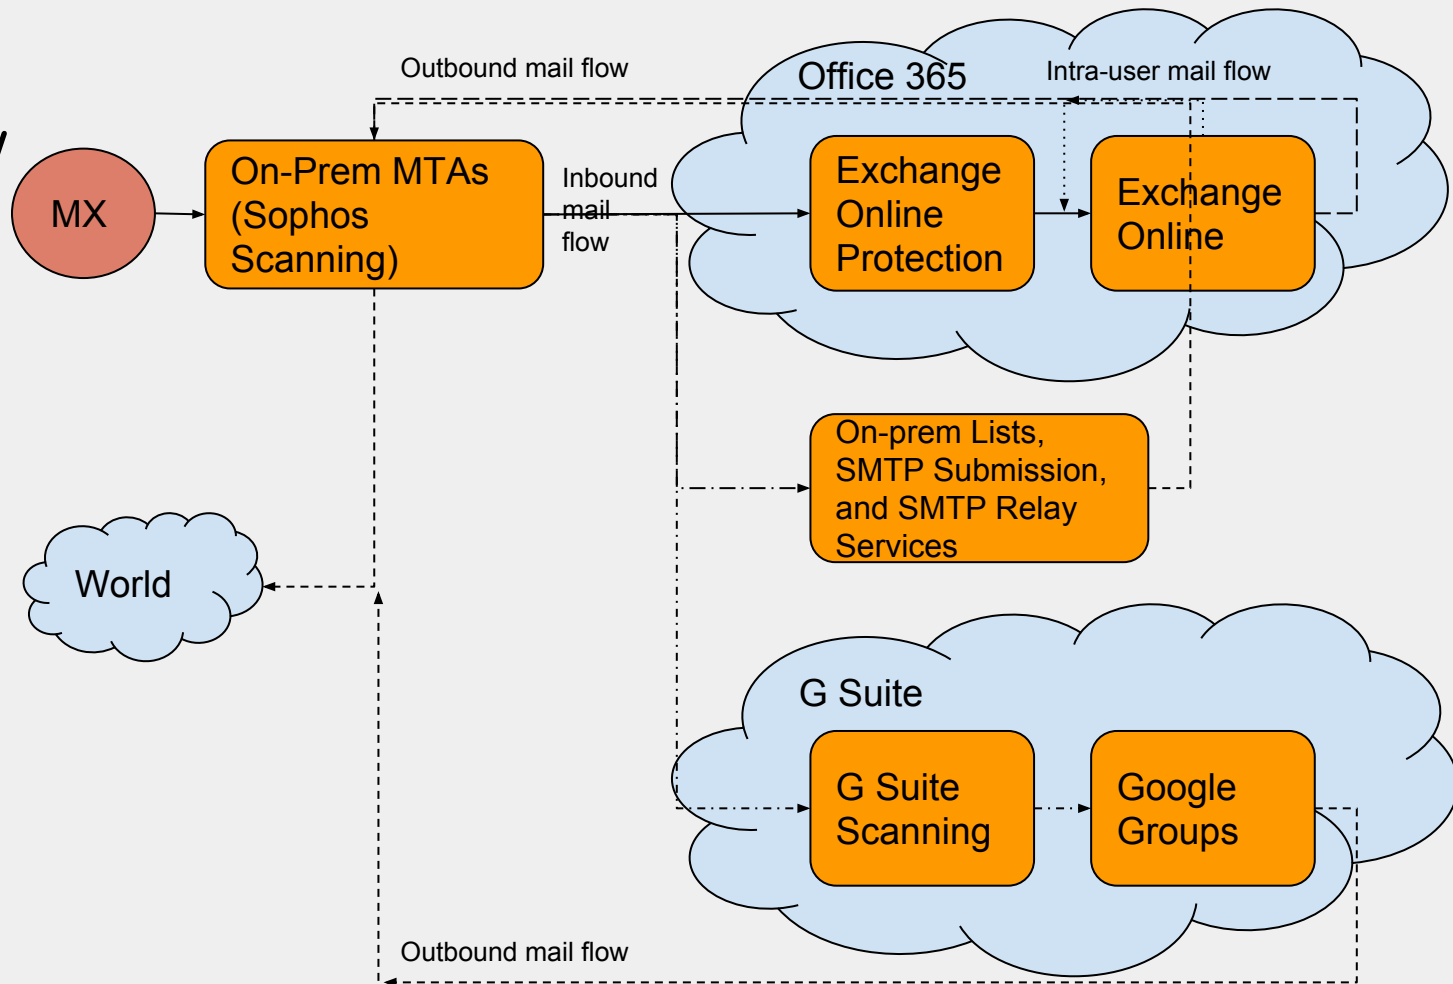 Outbound mail flow
Office 365
Intra-user mail flow
MX
On-Prem MTAs
(Sophos
Scanning)
Inbound
mail
flow
Exchange
Online
Protection
Exchange
Online
On-prem Lists,
SMTP Submission,
and SMTP Relay
Services
World
G Suite
G Suite
Scanning
Google
Groups
Outbound mail flow